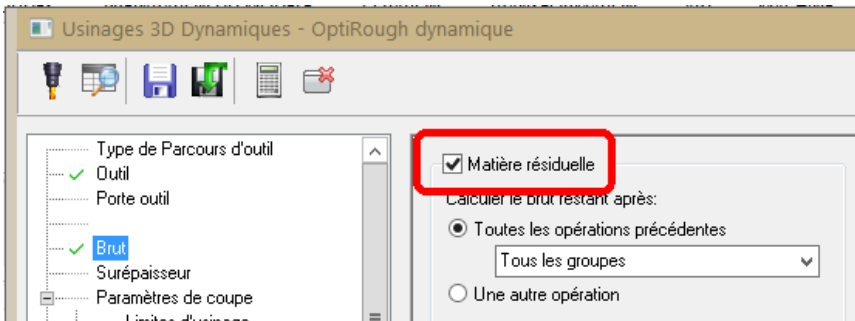 Usinages 3D Dynamiques - OptiRough dynamique
Type de Parcours d'outil
Outil
Porte outil
Brut
Surépaisseur
Paramètres de coupe
Matière résiduelle
Calculer le brut restant après:
Toutes les opérations précédentes
Tous les groupes
Une autre opération